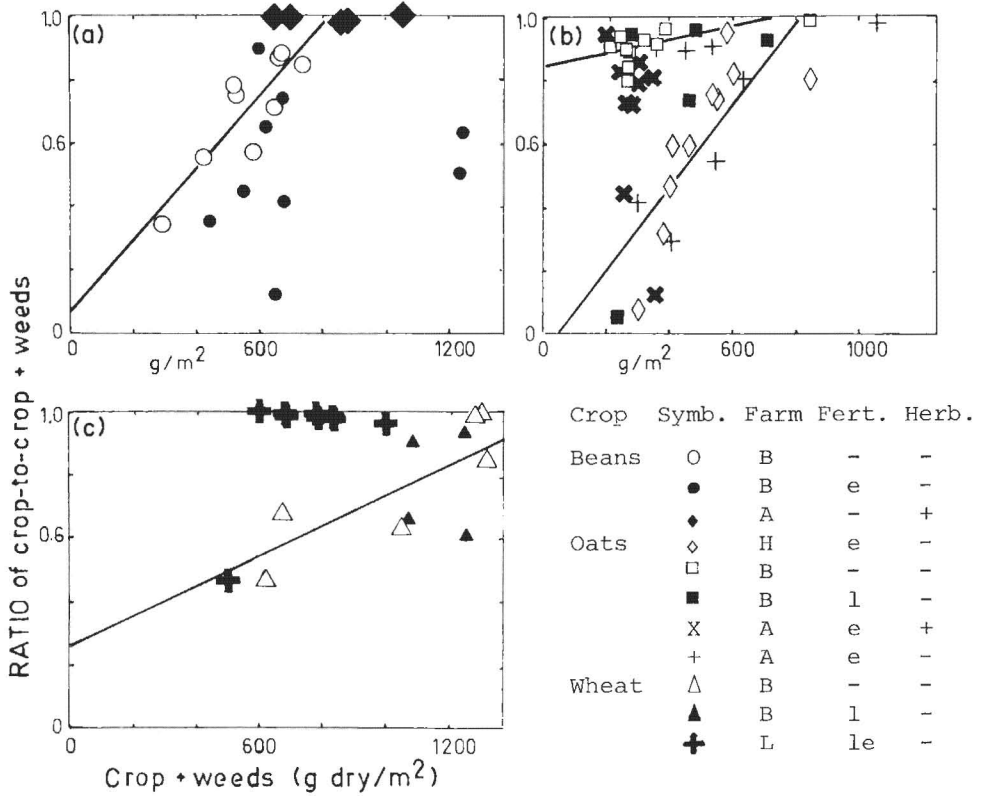 RATIO of crop-to-crop + weeds
1.0
(a)
0.6
0
0
600
g/m²
1200
1.0
(b)
0.6
0
0
600
g/m²
1000
1.0
(c)
0.6
0
0
600
1200
Crop + weeds (g dry/m²)
Crop Symb. Farm Fert. Herb.
Beans ○ B - -
● B e -
◆ A - +
Oats ◇ H e -
□ B - -
■ B l -
X A e +
+ A e -
Wheat △ B - -
▲ B l -
✚ L le -